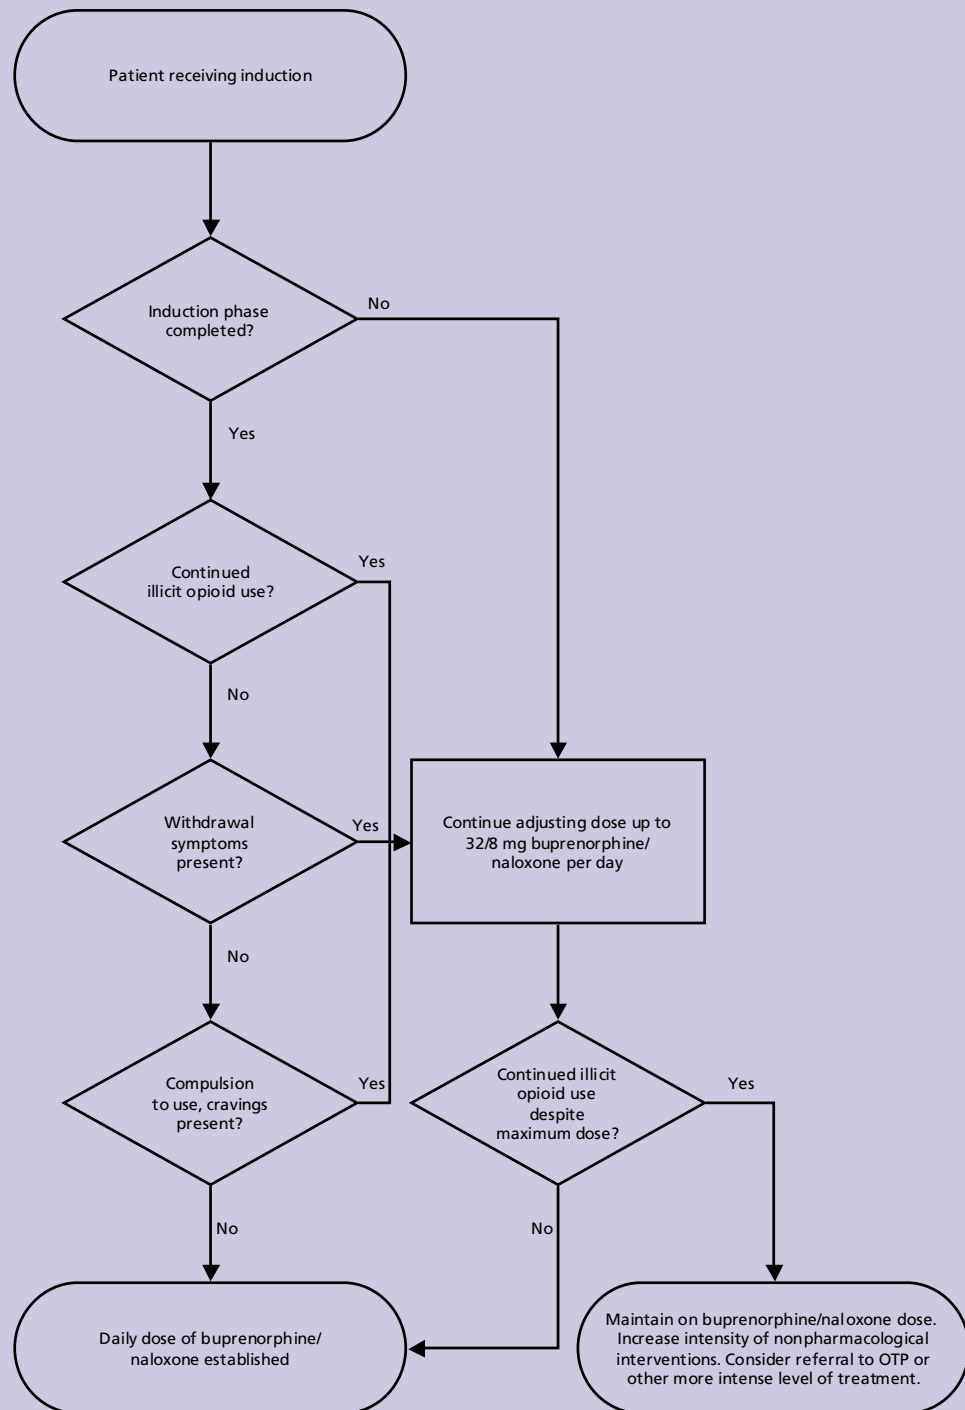 Patient receiving induction
Induction phase
completed?
No
Yes
Continued
illicit opioid use?
Yes
No
Withdrawal
symptoms
present?
Yes
Continue adjusting dose up to
32/8 mg buprenorphine/
naloxone per day
No
Compulsion
to use, cravings
present?
Yes
Continued illicit
opioid use
despite
maximum dose?
Yes
No
No
Daily dose of buprenorphine/
naloxone established
Maintain on buprenorphine/naloxone dose.
Increase intensity of nonpharmacological
interventions. Consider referral to OTP or
other more intense level of treatment.